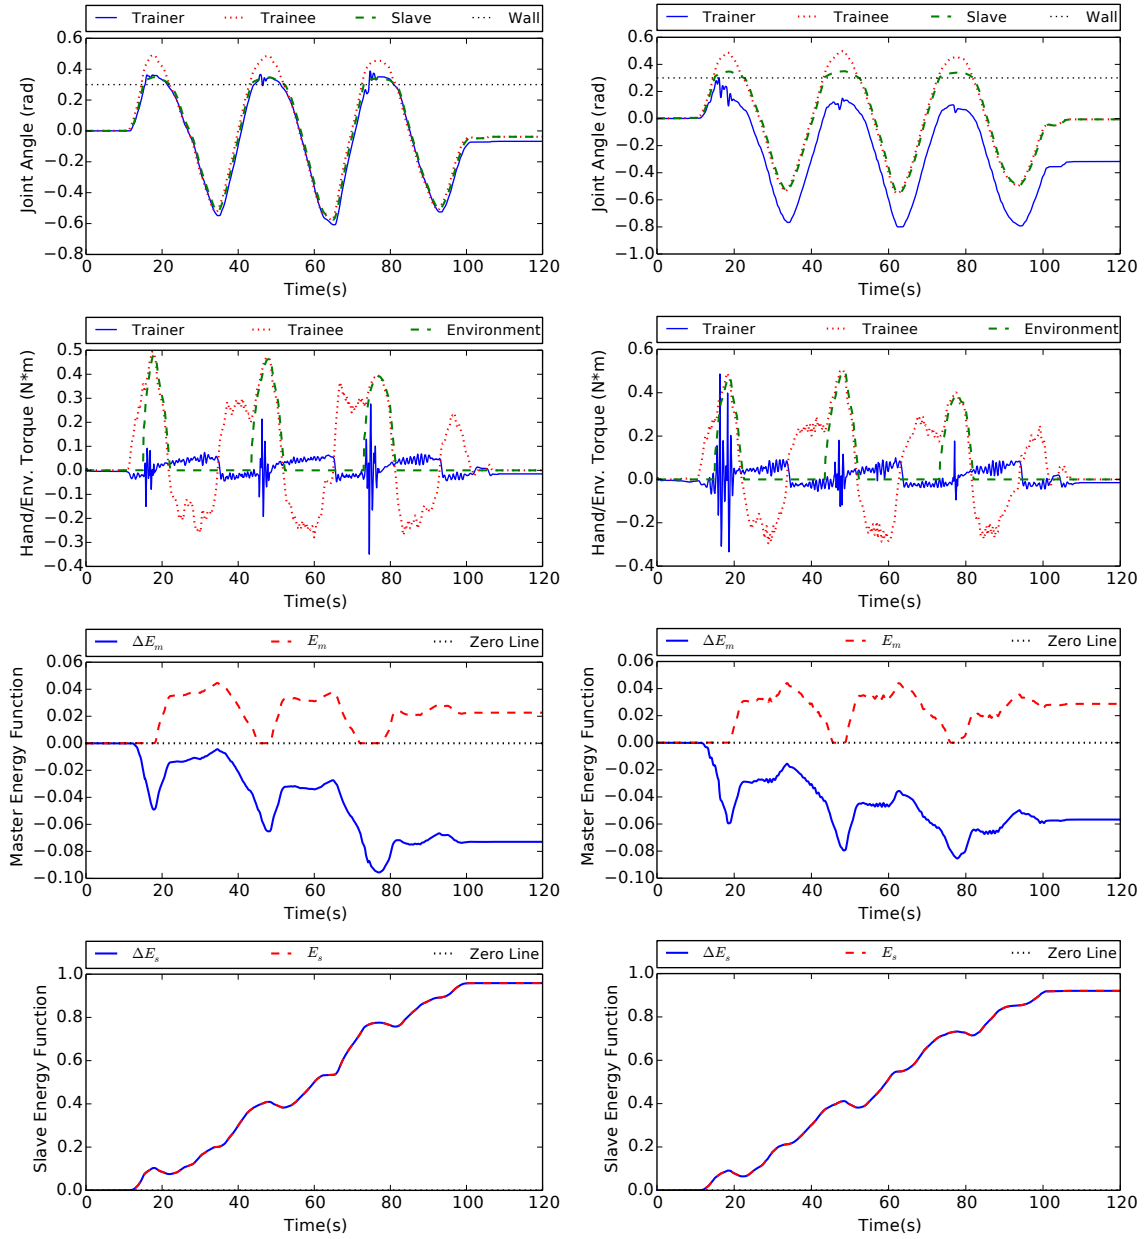 Trainer Trainee Slave Wall
0.6
0.4
0.2
0.0
−0.2
−0.4
−0.6
−0.8
Joint Angle (rad)
0 20 40 60 80 100 120
Time(s)
Trainer Trainee Slave Wall
0.6
0.4
0.2
0.0
−0.2
−0.4
−0.6
−0.8
−1.0
Joint Angle (rad)
0 20 40 60 80 100 120
Time(s)
Trainer Trainee Environment
0.5
0.4
0.3
0.2
0.1
0.0
−0.1
−0.2
−0.3
−0.4
Hand/Env. Torque (N*m)
0 20 40 60 80 100 120
Time(s)
Trainer Trainee Environment
0.6
0.4
0.2
0.0
−0.2
−0.4
Hand/Env. Torque (N*m)
0 20 40 60 80 100 120
Time(s)
ΔE_m E_m Zero Line
0.06
0.04
0.02
0.00
−0.02
−0.04
−0.06
−0.08
−0.10
Master Energy Function
0 20 40 60 80 100 120
Time(s)
ΔE_m E_m Zero Line
0.06
0.04
0.02
0.00
−0.02
−0.04
−0.06
−0.08
−0.10
Master Energy Function
0 20 40 60 80 100 120
Time(s)
ΔE_s E_s Zero Line
1.0
0.8
0.6
0.4
0.2
0.0
Slave Energy Function
0 20 40 60 80 100 120
Time(s)
ΔE_s E_s Zero Line
1.0
0.8
0.6
0.4
0.2
0.0
Slave Energy Function
0 20 40 60 80 100 120
Time(s)